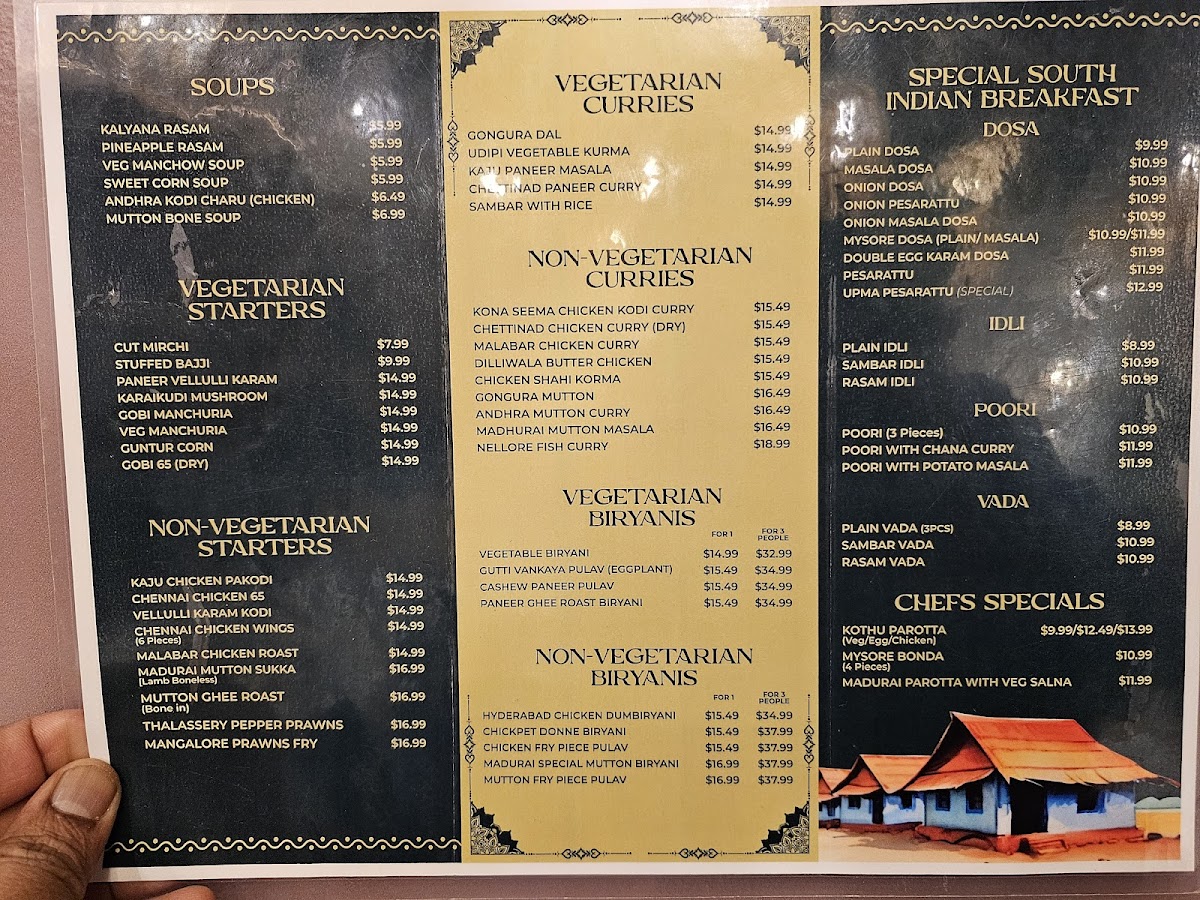 SOUPS
KALYANA RASAM $5.99
PINEAPPLE RASAM $5.99
VEG MANCHOW SOUP $5.99
SWEET CORN SOUP $5.99
ANDHRA KODI CHARU (CHICKEN) $6.49
MUTTON BONE SOUP $6.99
VEGETARIAN
STARTERS
CUT MIRCHI $7.99
STUFFED BAJJI $9.99
PANEER VELLULLI KARAM $14.99
KARAIKUDI MUSHROOM $14.99
GOBI MANCHURIA $14.99
VEG MANCHURIA $14.99
GUNTUR CORN $14.99
GOBI 65 (DRY) $14.99
NON-VEGETARIAN
STARTERS
KAJU CHICKEN PAKODI $14.99
CHENNAI CHICKEN 65 $14.99
VELLULLI KARAM KODI $14.99
CHENNAI CHICKEN WINGS $14.99
(6 Pieces)
MALABAR CHICKEN ROAST $14.99
MADURAI MUTTON SUKKA $16.99
(Lamb Boneless)
MUTTON GHEE ROAST $16.99
(Bone in)
THALASSERY PEPPER PRAWNS $16.99
MANGALORE PRAWNS FRY $16.99
VEGETARIAN
CURRIES
GONGURA DAL $14.99
UDIPI VEGETABLE KURMA $14.99
KAJU PANEER MASALA $14.99
CHETTINAD PANEER CURRY $14.99
SAMBAR WITH RICE $14.99
NON-VEGETARIAN
CURRIES
KONA SEEMA CHICKEN KODI CURRY $15.49
CHETTINAD CHICKEN CURRY (DRY) $15.49
MALABAR CHICKEN CURRY $15.49
DILLIWALA BUTTER CHICKEN $15.49
CHICKEN SHAHI KORMA $15.49
GONGURA MUTTON $16.49
ANDHRA MUTTON CURRY $16.49
MADHURAI MUTTON MASALA $16.49
NELLORE FISH CURRY $18.99
VEGETARIAN
BIRYANIS
FOR 1 FOR 3
PEOPLE
VEGETABLE BIRYANI $14.99 $32.99
GUTTI VANKAYA PULAV (EGGPLANT) $15.49 $34.99
CASHEW PANEER PULAV $15.49 $34.99
PANEER GHEE ROAST BIRYANI $15.49 $34.99
NON-VEGETARIAN
BIRYANIS
FOR 1 FOR 3
PEOPLE
HYDERABAD CHICKEN DUMBIRYANI $15.49 $34.99
CHICKPET DONNE BIRYANI $15.49 $37.99
CHICKEN FRY PIECE PULAV $15.49 $37.99
MADURAI SPECIAL MUTTON BIRYANI $16.99 $37.99
MUTTON FRY PIECE PULAV $16.99 $37.99
SPECIAL SOUTH
INDIAN BREAKFAST
DOSA
PLAIN DOSA $9.99
MASALA DOSA $10.99
ONION DOSA $10.99
ONION PESARATTU $10.99
ONION MASALA DOSA $10.99
MYSORE DOSA (PLAIN/ MASALA) $10.99/$11.99
DOUBLE EGG KARAM DOSA $11.99
PESARATTU $11.99
UPMA PESARATTU (SPECIAL) $12.99
IDLI
PLAIN IDLI $8.99
SAMBAR IDLI $10.99
RASAM IDLI $10.99
POORI
POORI (3 Pieces) $10.99
POORI WITH CHANA CURRY $11.99
POORI WITH POTATO MASALA $11.99
VADA
PLAIN VADA (3PCS) $8.99
SAMBAR VADA $10.99
RASAM VADA $10.99
CHEFS SPECIALS
KOTHU PAROTTA $9.99/$12.49/$13.99
(Veg/Egg/Chicken)
MYSORE BONDA $10.99
(4 Pieces)
MADURAI PAROTTA WITH VEG SALNA $11.99